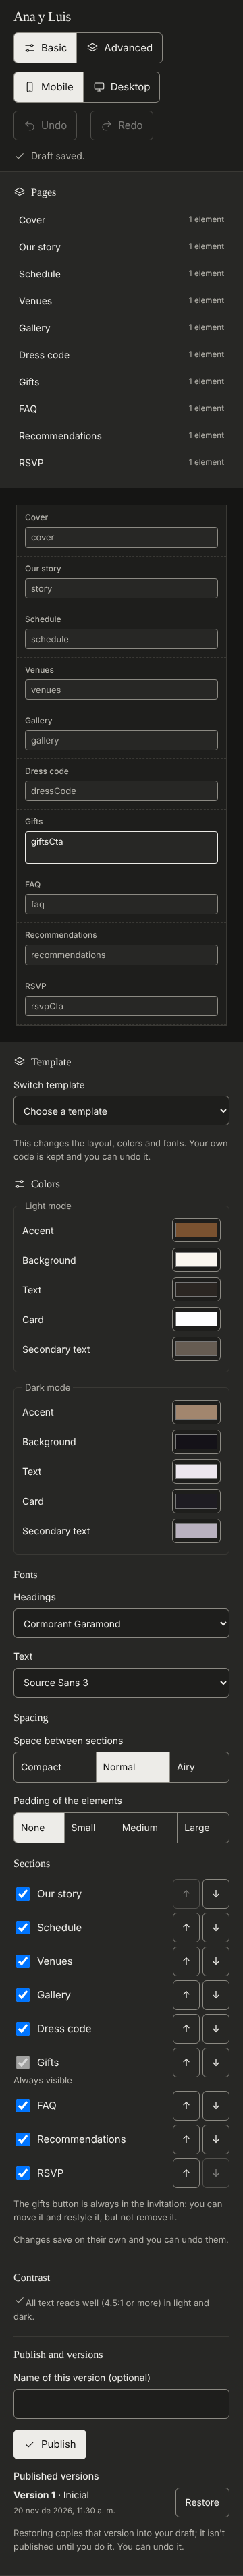 Ana y Luis
Basic Advanced
Mobile Desktop
Undo Redo
Draft saved.
Pages
Cover 1 element
Our story 1 element
Schedule 1 element
Venues 1 element
Gallery 1 element
Dress code 1 element
Gifts 1 element
FAQ 1 element
Recommendations 1 element
RSVP 1 element
Cover
cover
Our story
story
Schedule
schedule
Venues
venues
Gallery
gallery
Dress code
dressCode
Gifts
giftsCta
FAQ
faq
Recommendations
recommendations
RSVP
rsvpCta
Template
Switch template
Choose a template
This changes the layout, colors and fonts. Your own
code is kept and you can undo it.
Colors
Light mode
Accent
Background
Text
Card
Secondary text
Dark mode
Accent
Background
Text
Card
Secondary text
Fonts
Headings
Cormorant Garamond
Text
Source Sans 3
Spacing
Space between sections
Compact Normal Airy
Padding of the elements
None Small Medium Large
Sections
Our story
Schedule
Venues
Gallery
Dress code
Gifts
Always visible
FAQ
Recommendations
RSVP
The gifts button is always in the invitation: you can
move it and restyle it, but not remove it.
Changes save on their own and you can undo them.
Contrast
All text reads well (4.5:1 or more) in light and
dark.
Publish and versions
Name of this version (optional)
Publish
Published versions
Version 1 · Inicial
20 nov de 2026, 11:30 a. m.
Restore
Restoring copies that version into your draft; it isn't
published until you do it. You can undo it.